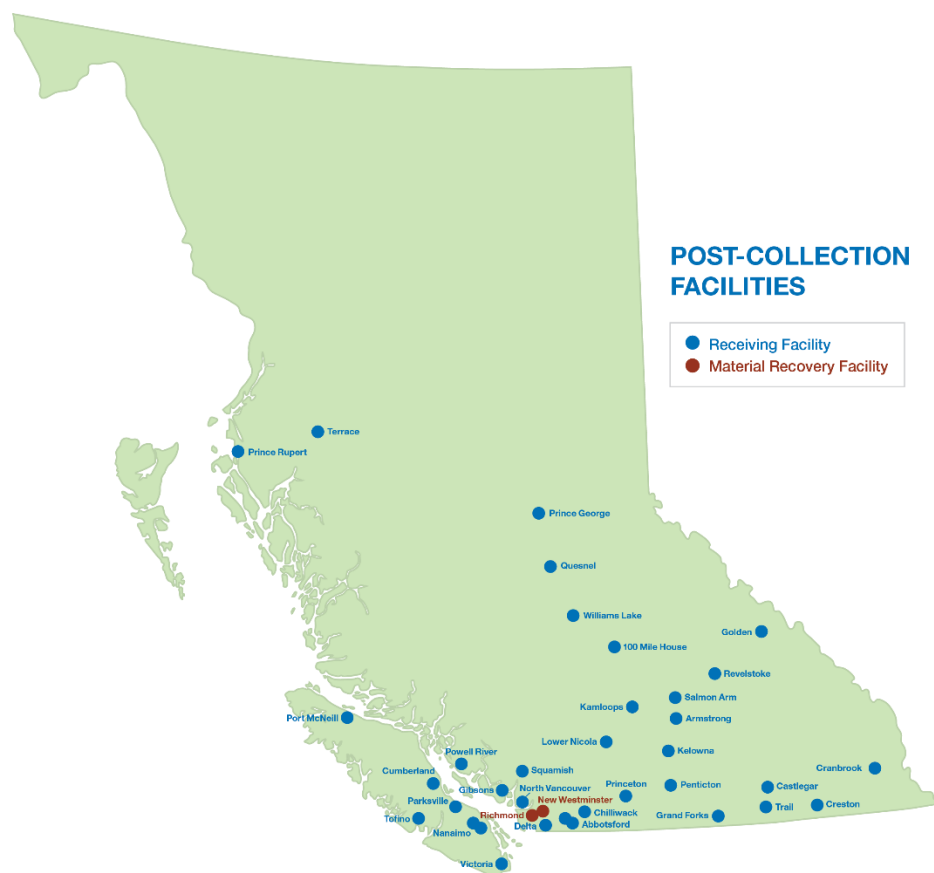 POST-COLLECTION
FACILITIES
Receiving Facility
Material Recovery Facility
Terrace
Prince Rupert
Prince George
Quesnel
Williams Lake
Golden
100 Mile House
Revelstoke
Salmon Arm
Kamloops
Port McNeill
Armstrong
Lower Nicola
Powell River
Kelowna
Cumberland
Squamish
Cranbrook
Gibsons
North Vancouver
Princeton
Penticton
Castlegar
Parksville
New Westminster
Tofino
Richmond
Chilliwack
Grand Forks
Trail
Creston
Nanaimo
Delta
Abbotsford
Victoria